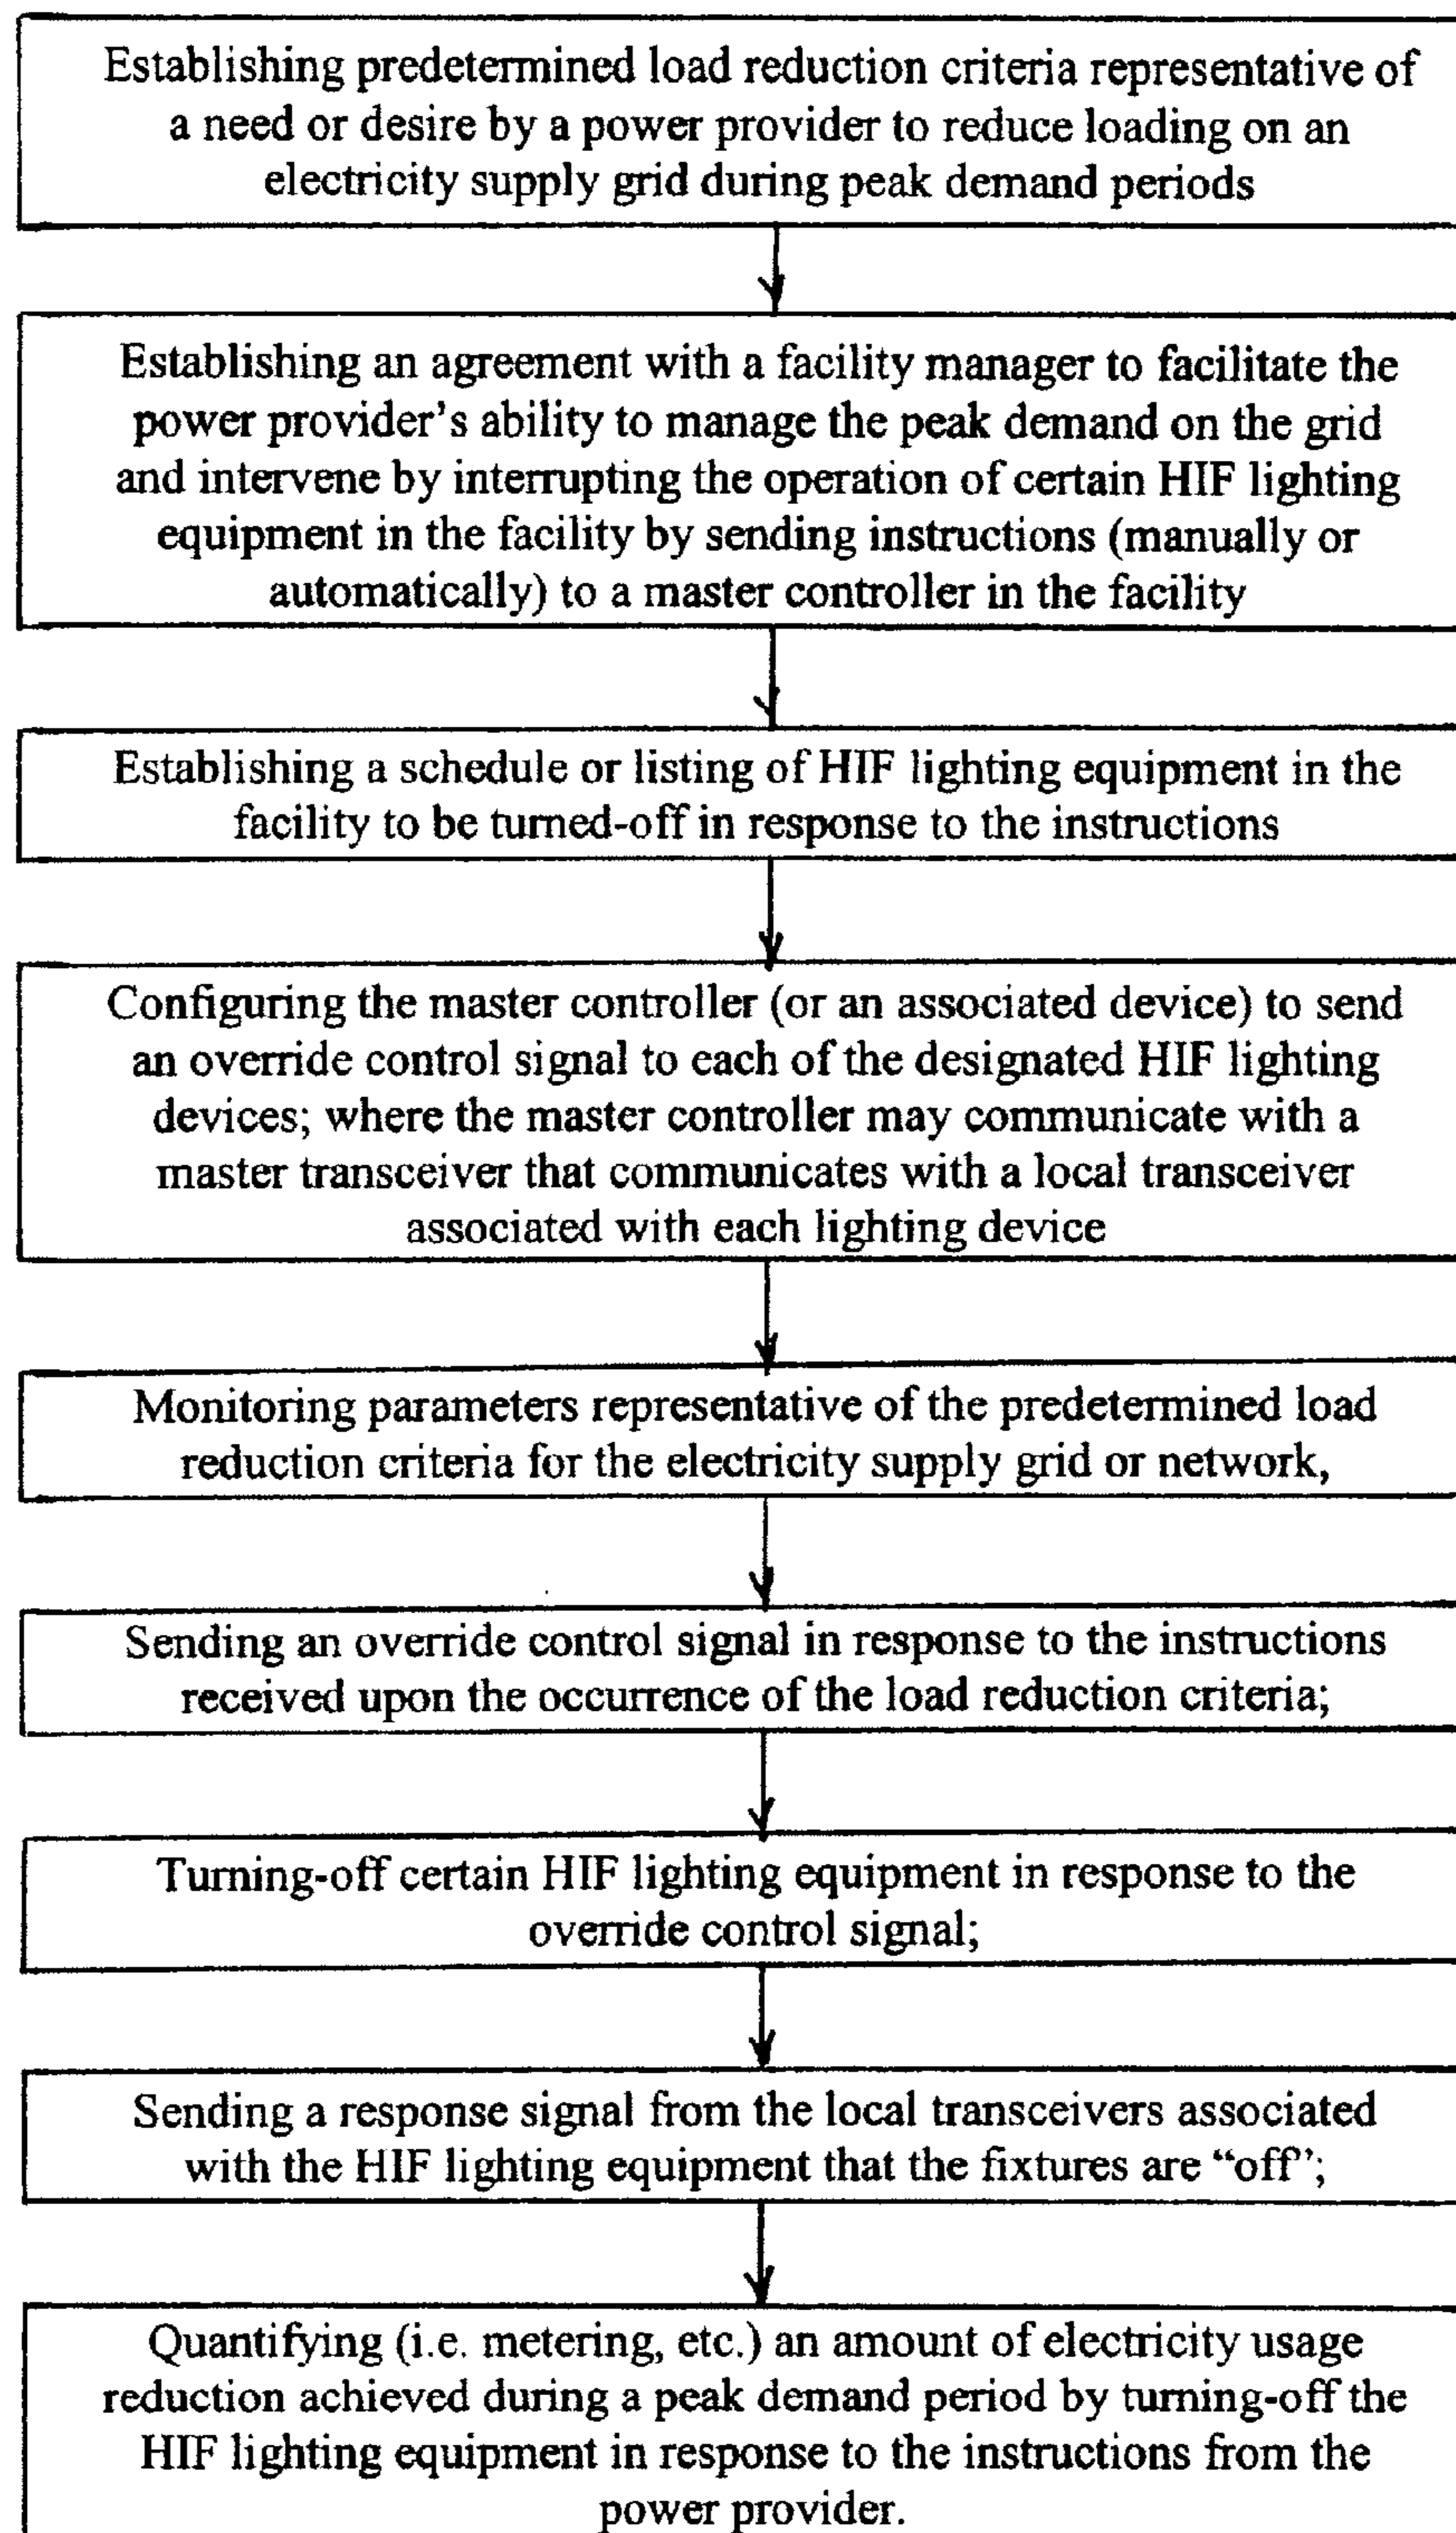 Establishing predetermined load reduction criteria representative of
a need or desire by a power provider to reduce loading on an
electricity supply grid during peak demand periods
Establishing an agreement with a facility manager to facilitate the
power provider's ability to manage the peak demand on the grid
and intervene by interrupting the operation of certain HIF lighting
equipment in the facility by sending instructions (manually or
automatically) to a master controller in the facility
Establishing a schedule or listing of HIF lighting equipment in the
facility to be turned-off in response to the instructions
Configuring the master controller (or an associated device) to send
an override control signal to each of the designated HIF lighting
devices; where the master controller may communicate with a
master transceiver that communicates with a local transceiver
associated with each lighting device
Monitoring parameters representative of the predetermined load
reduction criteria for the electricity supply grid or network,
Sending an override control signal in response to the instructions
received upon the occurrence of the load reduction criteria;
Turning-off certain HIF lighting equipment in response to the
override control signal;
Sending a response signal from the local transceivers associated
with the HIF lighting equipment that the fixtures are “off”;
Quantifying (i.e. metering, etc.) an amount of electricity usage
reduction achieved during a peak demand period by turning-off the
HIF lighting equipment in response to the instructions from the
power provider.